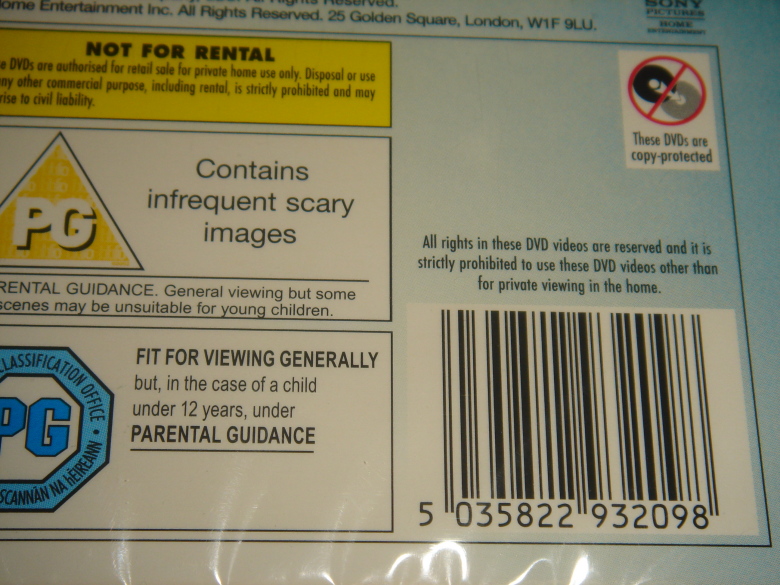 ome Entertainment Inc. All Rights Reserved. 25 Golden Square, London, W1F 9LU.
SONY
PICTURES
HOME
ENTERTAINMENT
NOT FOR RENTAL
e DVDs are authorised for retail sale for private home use only. Disposal or use
ny other commercial purpose, including rental, is strictly prohibited and may
rise to civil liability.
These DVDs are
copy-protected
PG
Contains
infrequent scary
images
RENTAL GUIDANCE. General viewing but some
scenes may be unsuitable for young children.
All rights in these DVD videos are reserved and it is
strictly prohibited to use these DVD videos other than
for private viewing in the home.
CLASSIFICATION OFFICE
PG
SCANNÁN NA hÉIREANN
FIT FOR VIEWING GENERALLY
but, in the case of a child
under 12 years, under
PARENTAL GUIDANCE
5 035822 932098